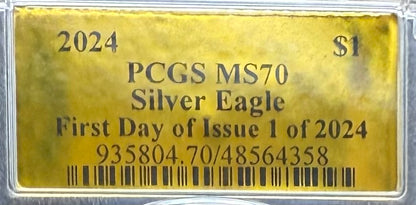 2024 $1
PCGS MS70
Silver Eagle
First Day of Issue 1 of 2024
935804.70/48564358